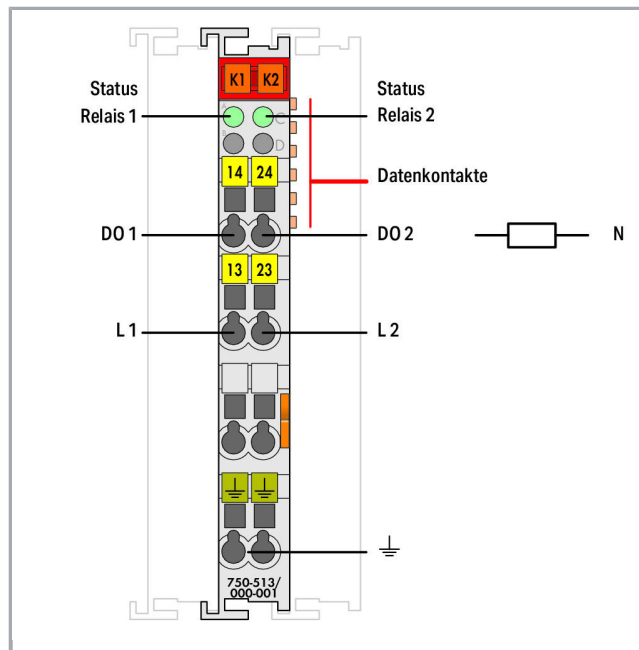 K1 K2
Status
Relais 1
Status
Relais 2
A
C
D
Datenkontakte
14 24
DO 1
DO 2
N
13 23
L 1
L 2
750-513/
000-001